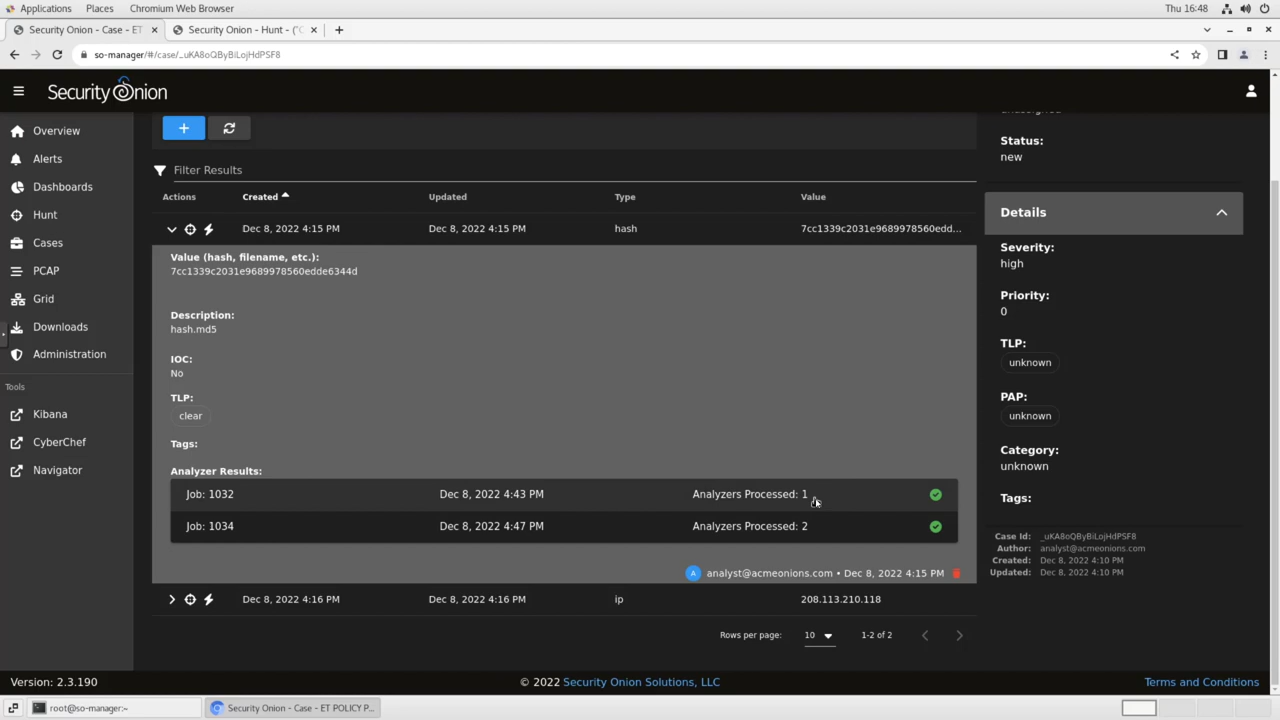 Applications Places Chromium Web Browser Thu 16:48
Security Onion - Case - ET Security Onion - Hunt - ("
so-manager/#/case/_uKA8oQByBiLojHdPSF8
Security Onion
Overview
Alerts
Dashboards
Hunt
Cases
PCAP
Grid
Downloads
Administration
Tools
Kibana
CyberChef
Navigator
Filter Results
Actions Created Updated Type Value
Dec 8, 2022 4:15 PM Dec 8, 2022 4:15 PM hash 7cc1339c2031e9689978560edd...
Value (hash, filename, etc.):
7cc1339c2031e9689978560edde6344d
Description:
hash.md5
IOC:
No
TLP:
clear
Tags:
Analyzer Results:
Job: 1032 Dec 8, 2022 4:43 PM Analyzers Processed: 1
Job: 1034 Dec 8, 2022 4:47 PM Analyzers Processed: 2
A analyst@acmeonions.com • Dec 8, 2022 4:15 PM
Dec 8, 2022 4:16 PM Dec 8, 2022 4:16 PM ip 208.113.210.118
Rows per page: 10 1-2 of 2
Status:
new
Details
Severity:
high
Priority:
0
TLP:
unknown
PAP:
unknown
Category:
unknown
Tags:
Case Id: _uKA8oQByBiLojHdPSF8
Author: analyst@acmeonions.com
Created: Dec 8, 2022 4:10 PM
Updated: Dec 8, 2022 4:10 PM
Version: 2.3.190 © 2022 Security Onion Solutions, LLC Terms and Conditions
root@so-manager:~ Security Onion - Case - ET POLICY P...